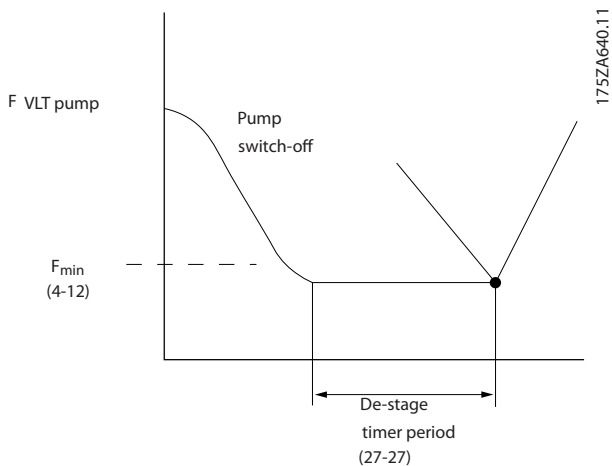 175ZA640.11
F VLT pump
Pump
switch-off
Fmin
(4-12)
De-stage
timer period
(27-27)